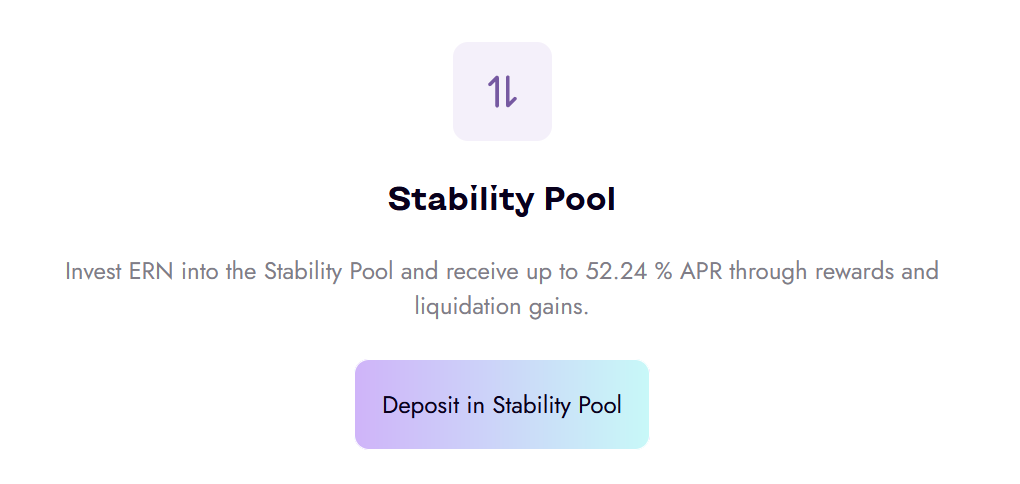 Stability Pool
Invest ERN into the Stability Pool and receive up to 52.24 % APR through rewards and
liquidation gains.
Deposit in Stability Pool